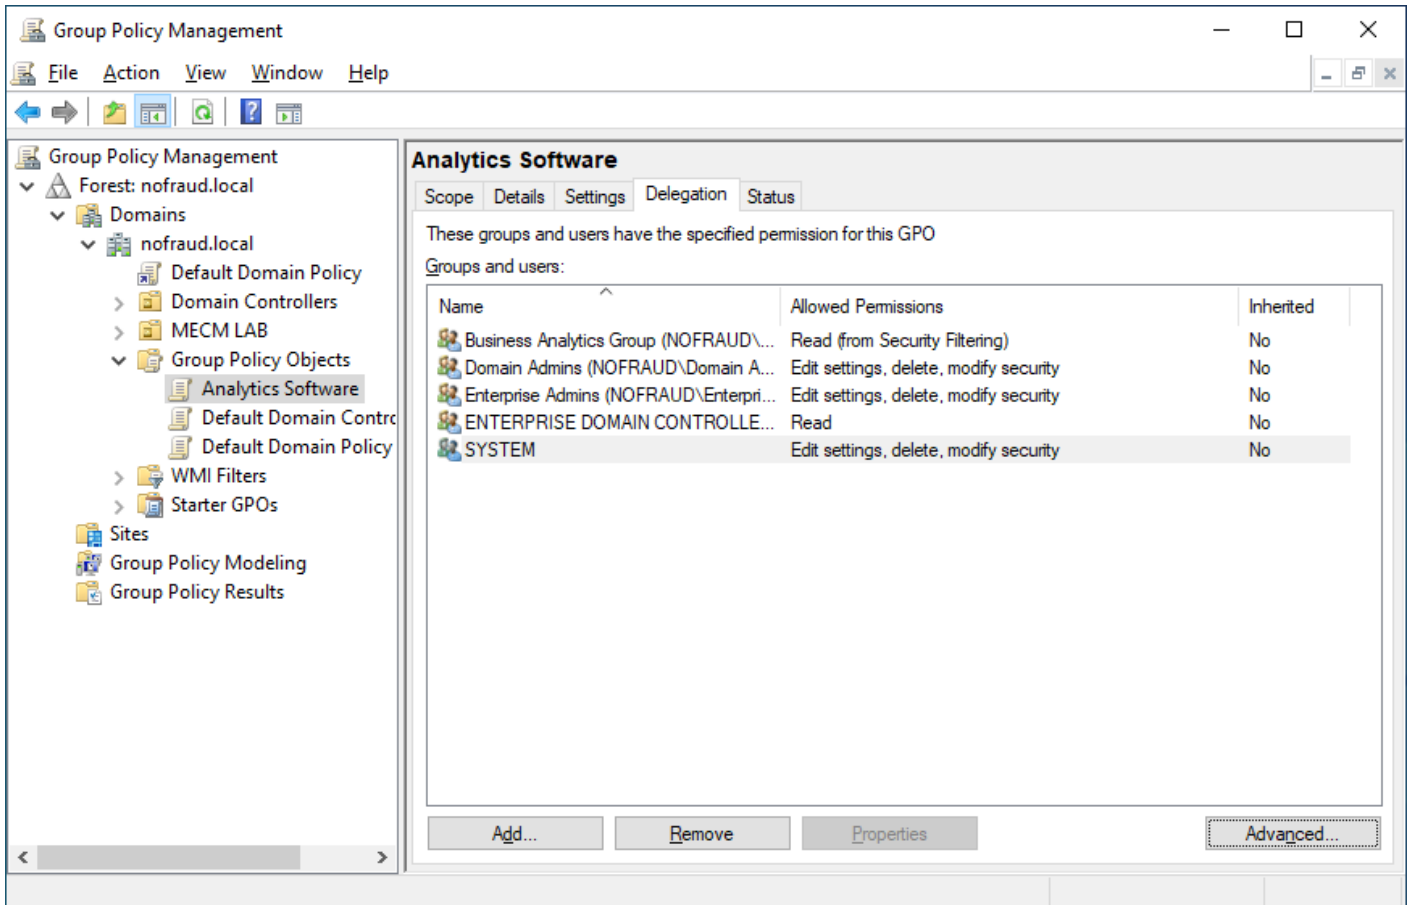 Group Policy Management
File Action View Window Help
Group Policy Management
Forest: nofraud.local
Domains
nofraud.local
Default Domain Policy
Domain Controllers
MECM LAB
Group Policy Objects
Analytics Software
Default Domain Contrc
Default Domain Policy
WMI Filters
Starter GPOs
Sites
Group Policy Modeling
Group Policy Results
Analytics Software
Scope Details Settings Delegation Status
These groups and users have the specified permission for this GPO
Groups and users:
Name Allowed Permissions Inherited
Business Analytics Group (NOFRAUD\... Read (from Security Filtering) No
Domain Admins (NOFRAUD\Domain A... Edit settings, delete, modify security No
Enterprise Admins (NOFRAUD\Enterpri... Edit settings, delete, modify security No
ENTERPRISE DOMAIN CONTROLLE... Read No
SYSTEM Edit settings, delete, modify security No
Add... Remove Properties Advanced...